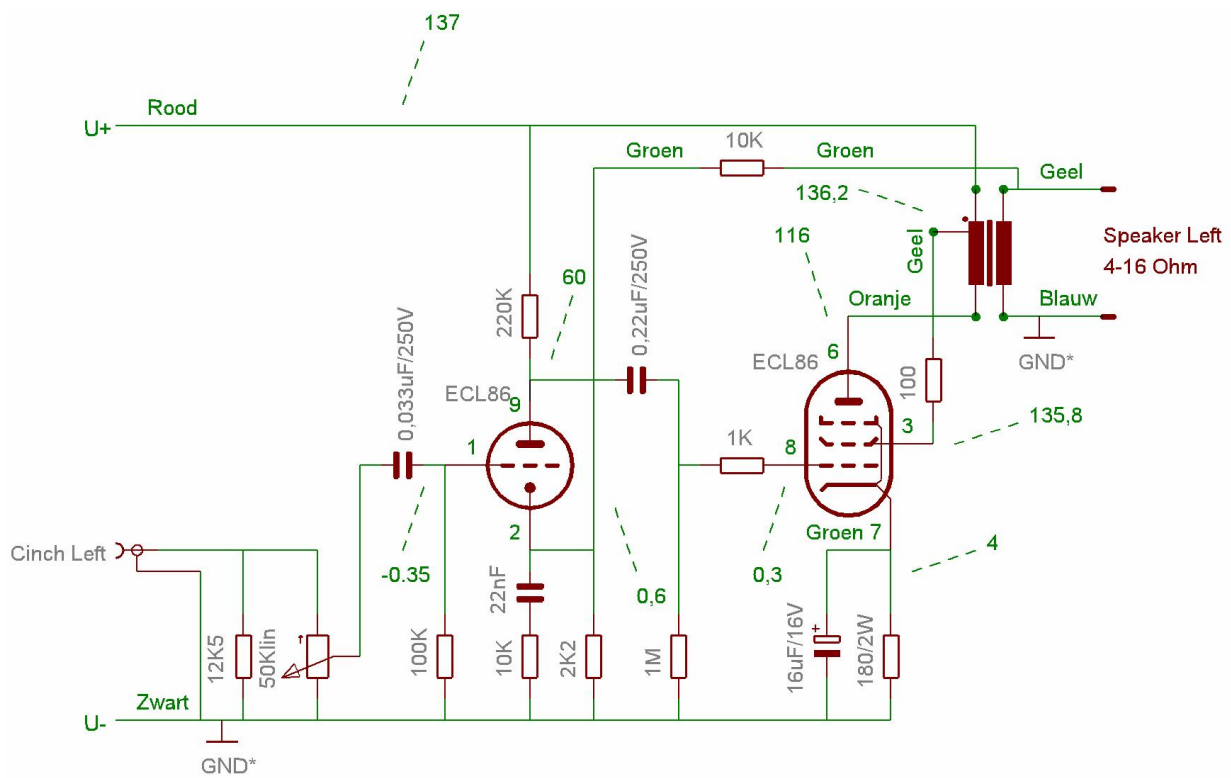 137
Rood
U+
10K
Groen
Groen
Geel
136,2
116
Geel
Speaker Left
4-16 Ohm
60
220K
0,22uF/250V
Oranje
Blauw
0,033uF/250V
6
ECL86
100
GND*
ECL86
9
1K
3
135,8
1
8
2
Groen 7
4
Cinch Left
-0.35
22nF
0,6
0,3
12K5
50Klin
100K
10K
2K2
1M
+
16uF/16V
180/2W
Zwart
U-
GND*